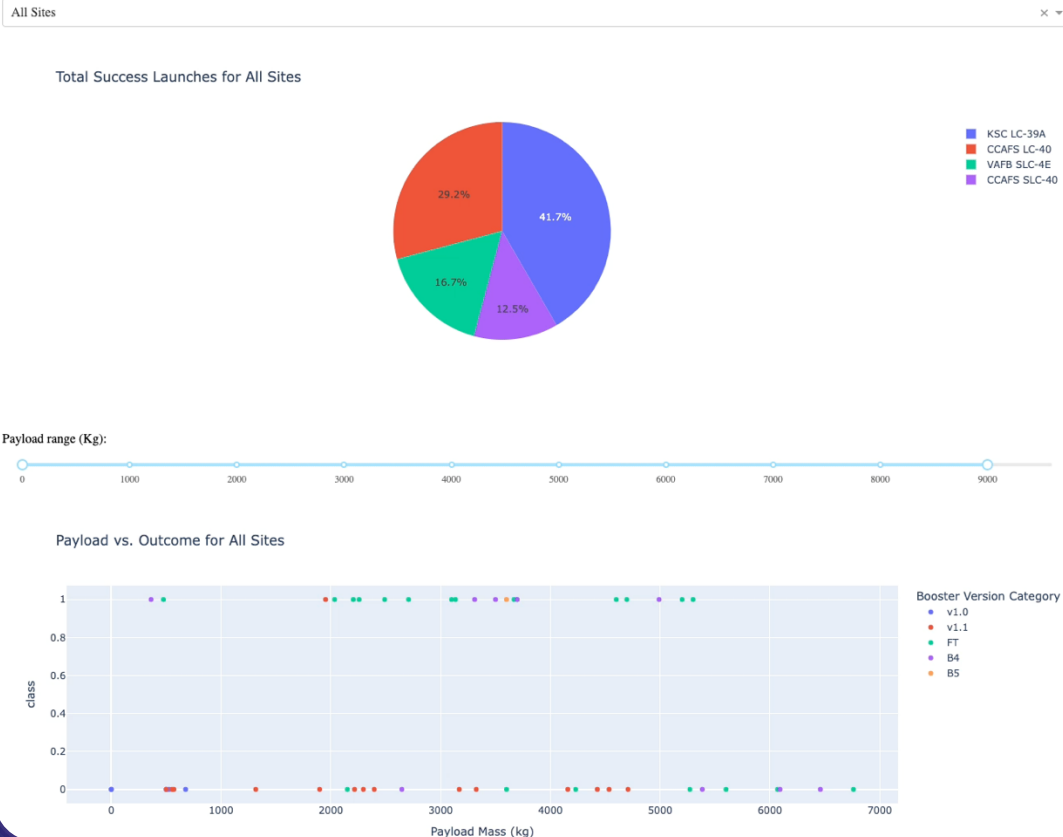 All Sites
Total Success Launches for All Sites
KSC LC-39A
CCAFS LC-40
VAFB SLC-4E
CCAFS SLC-40
29.2%
41.7%
16.7%
12.5%
Payload range (Kg):
0 1000 2000 3000 4000 5000 6000 7000 8000 9000
Payload vs. Outcome for All Sites
Booster Version Category
v1.0
v1.1
FT
B4
B5
class
1
0.8
0.6
0.4
0.2
0
0 1000 2000 3000 4000 5000 6000 7000
Payload Mass (kg)